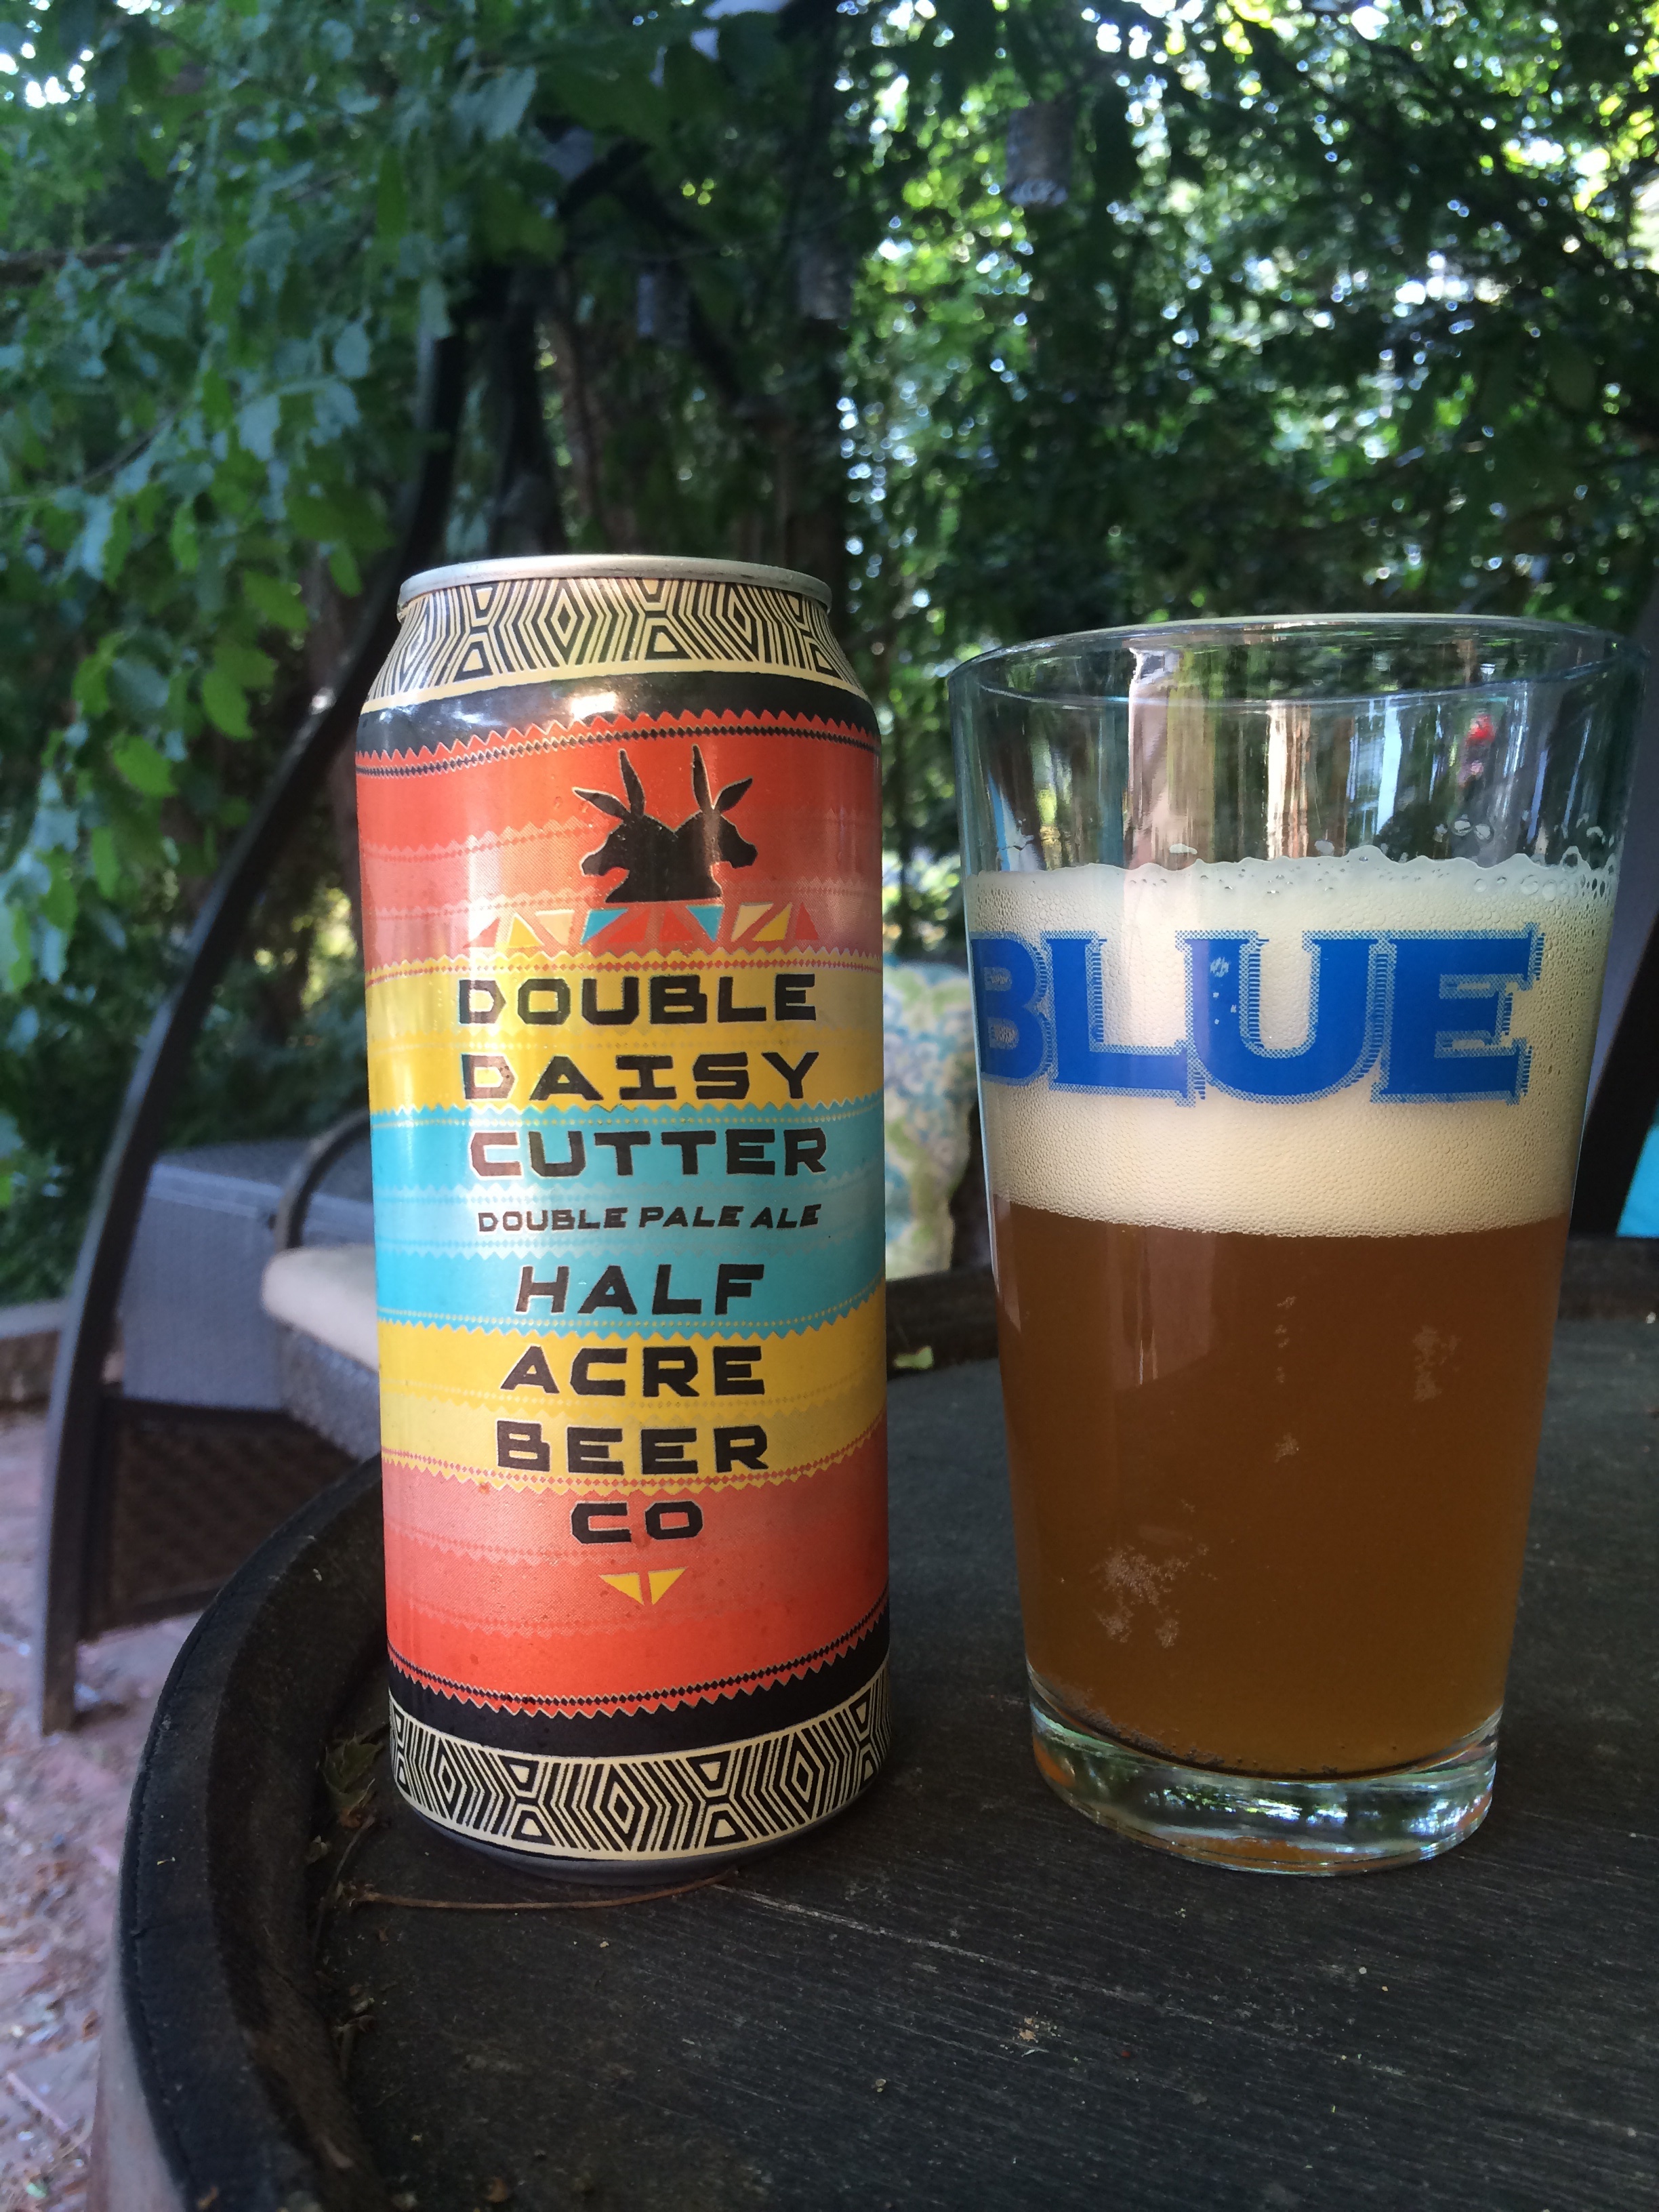 DOUBLE
DAISY
CUTTER
DOUBLE PALE ALE
HALF
ACRE
BEER
CO
BLUE